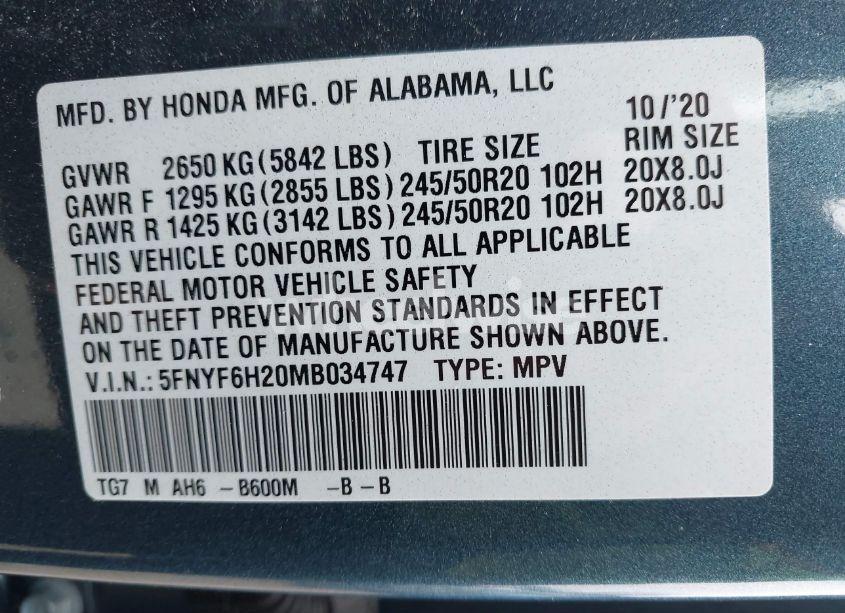 MFD. BY HONDA MFG. OF ALABAMA, LLC 10/'20
GVWR 2650 KG (5842 LBS) TIRE SIZE RIM SIZE
GAWR F 1295 KG (2855 LBS) 245/50R20 102H 20X8.0J
GAWR R 1425 KG (3142 LBS) 245/50R20 102H 20X8.0J
THIS VEHICLE CONFORMS TO ALL APPLICABLE
FEDERAL MOTOR VEHICLE SAFETY
AND THEFT PREVENTION STANDARDS IN EFFECT
ON THE DATE OF MANUFACTURE SHOWN ABOVE.
V.I.N.: 5FNYF6H20MB034747 TYPE: MPV
TG7 M AH6 – B600M – B – B